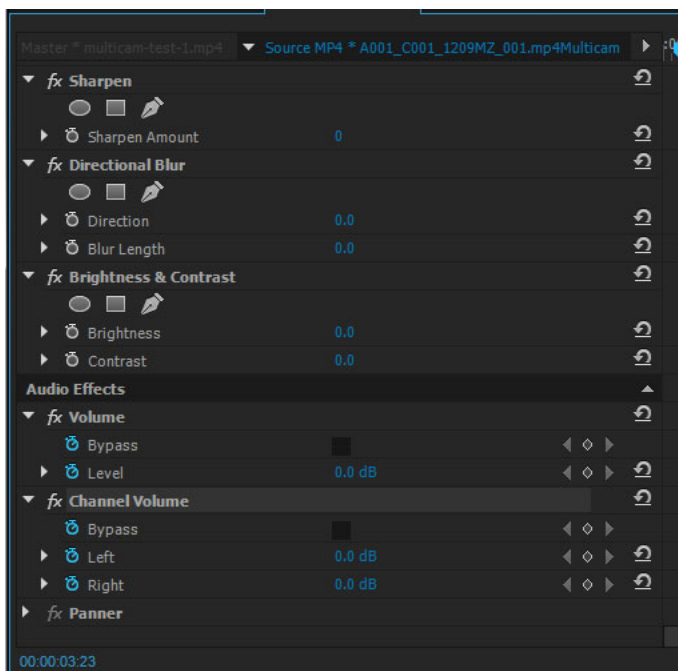 Master * multicam-test-1.mp4 Source MP4 * A001_C001_1209MZ_001.mp4Multicam
fx Sharpen
Sharpen Amount 0
fx Directional Blur
Direction 0.0
Blur Length 0.0
fx Brightness & Contrast
Brightness 0.0
Contrast 0.0
Audio Effects
fx Volume
Bypass
Level 0.0 dB
fx Channel Volume
Bypass
Left 0.0 dB
Right 0.0 dB
fx Panner
00:00:03:23